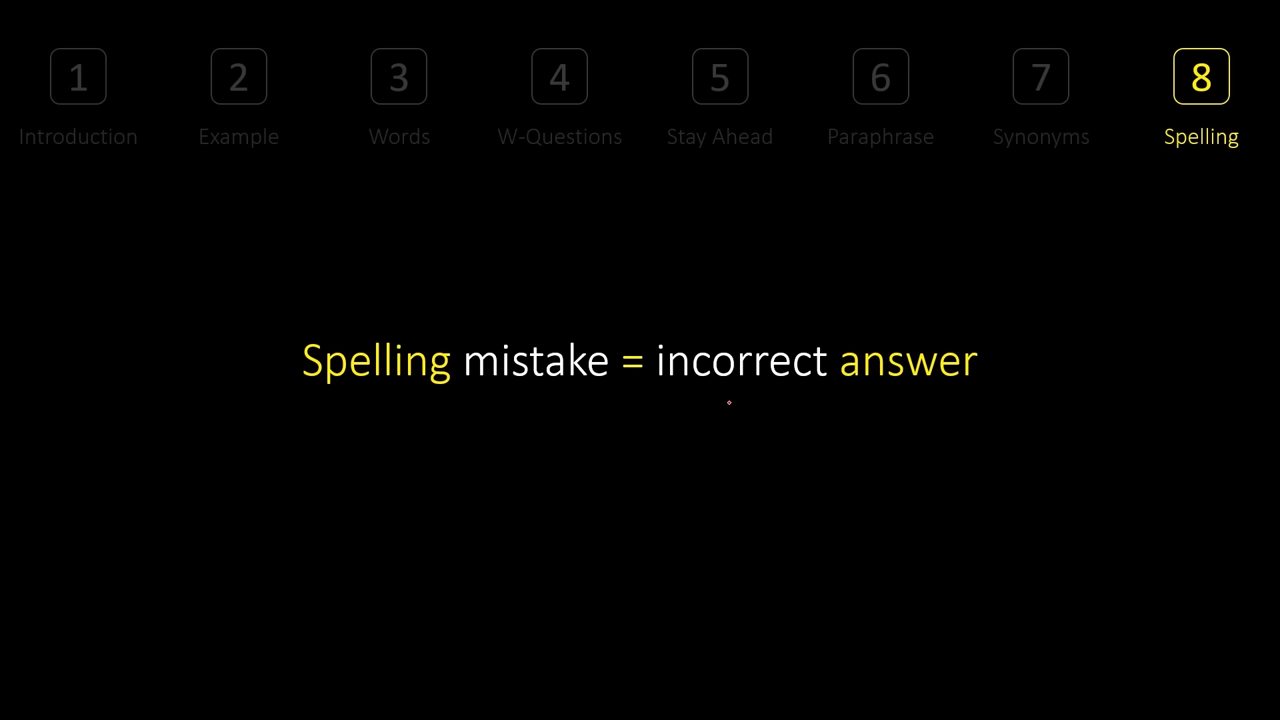 1 2 3 4 5 6 7 8
Introduction Example Words W-Questions Stay Ahead Paraphrase Synonyms Spelling
Spelling mistake = incorrect answer